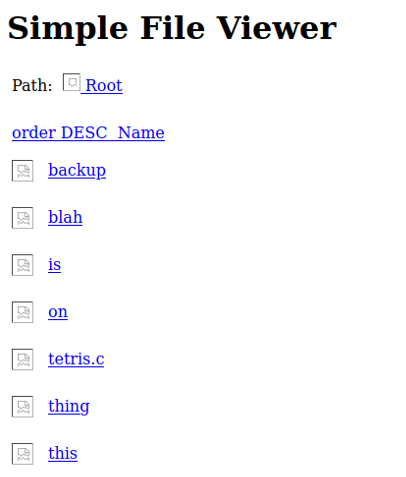 Simple File Viewer
Path: Root
order DESC Name
backup
blah
is
on
tetris.c
thing
this